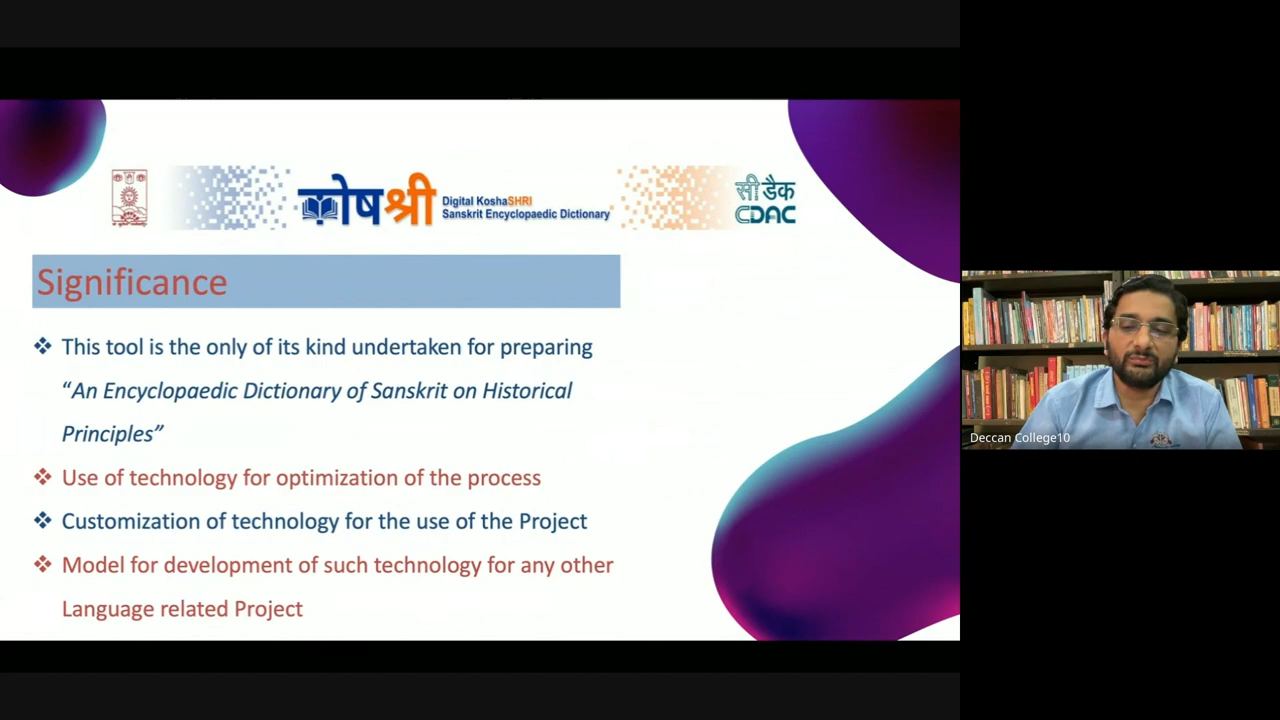 कोषश्री
Digital KoshaSHRI
Sanskrit Encyclopaedic Dictionary
सी डैक
CDAC
Significance
❖ This tool is the only of its kind undertaken for preparing
“An Encyclopaedic Dictionary of Sanskrit on Historical
Principles”
❖ Use of technology for optimization of the process
❖ Customization of technology for the use of the Project
❖ Model for development of such technology for any other
Language related Project
Deccan College10